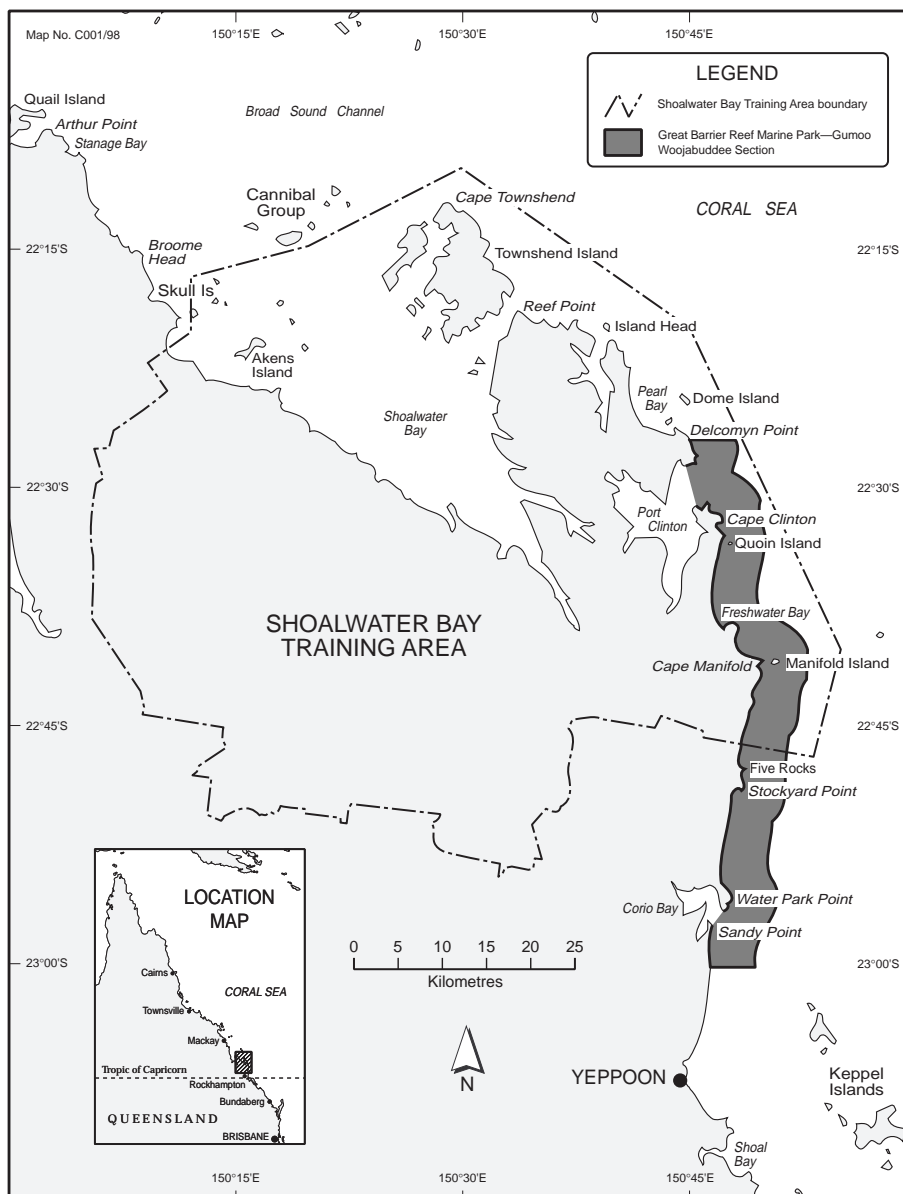 Map No. C001/98
150°15'E
150°30'E
150°45'E
LEGEND
Shoalwater Bay Training Area boundary
Great Barrier Reef Marine Park—Gumoo
Woojabuddee Section
Quail Island
Arthur Point
Stanage Bay
Broad Sound Channel
Cannibal
Group
Cape Townshend
CORAL SEA
22°15'S
22°15'S
Broome
Head
Townshend Island
Skull Is
Reef Point
Island Head
Akens
Island
Pearl
Bay
Dome Island
Shoalwater
Bay
Delcomyn Point
22°30'S
22°30'S
Port
Clinton
Cape Clinton
Quoin Island
Freshwater Bay
SHOALWATER BAY
TRAINING AREA
Cape Manifold
Manifold Island
22°45'S
22°45'S
Five Rocks
Stockyard Point
LOCATION
MAP
Cairns
CORAL SEA
Townsville
Mackay
Tropic of Capricorn
Rockhampton
Bundaberg
QUEENSLAND
BRISBANE
Corio Bay
Water Park Point
Sandy Point
0 5 10 15 20 25
Kilometres
23°00'S
23°00'S
N
YEPPOON
Keppel
Islands
Shoal
Bay
150°15'E
150°30'E
150°45'E